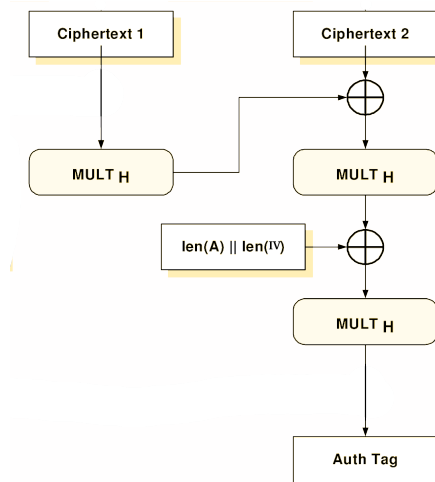 Ciphertext 1
Ciphertext 2
MULT H
MULT H
len(A) || len(IV)
MULT H
Auth Tag